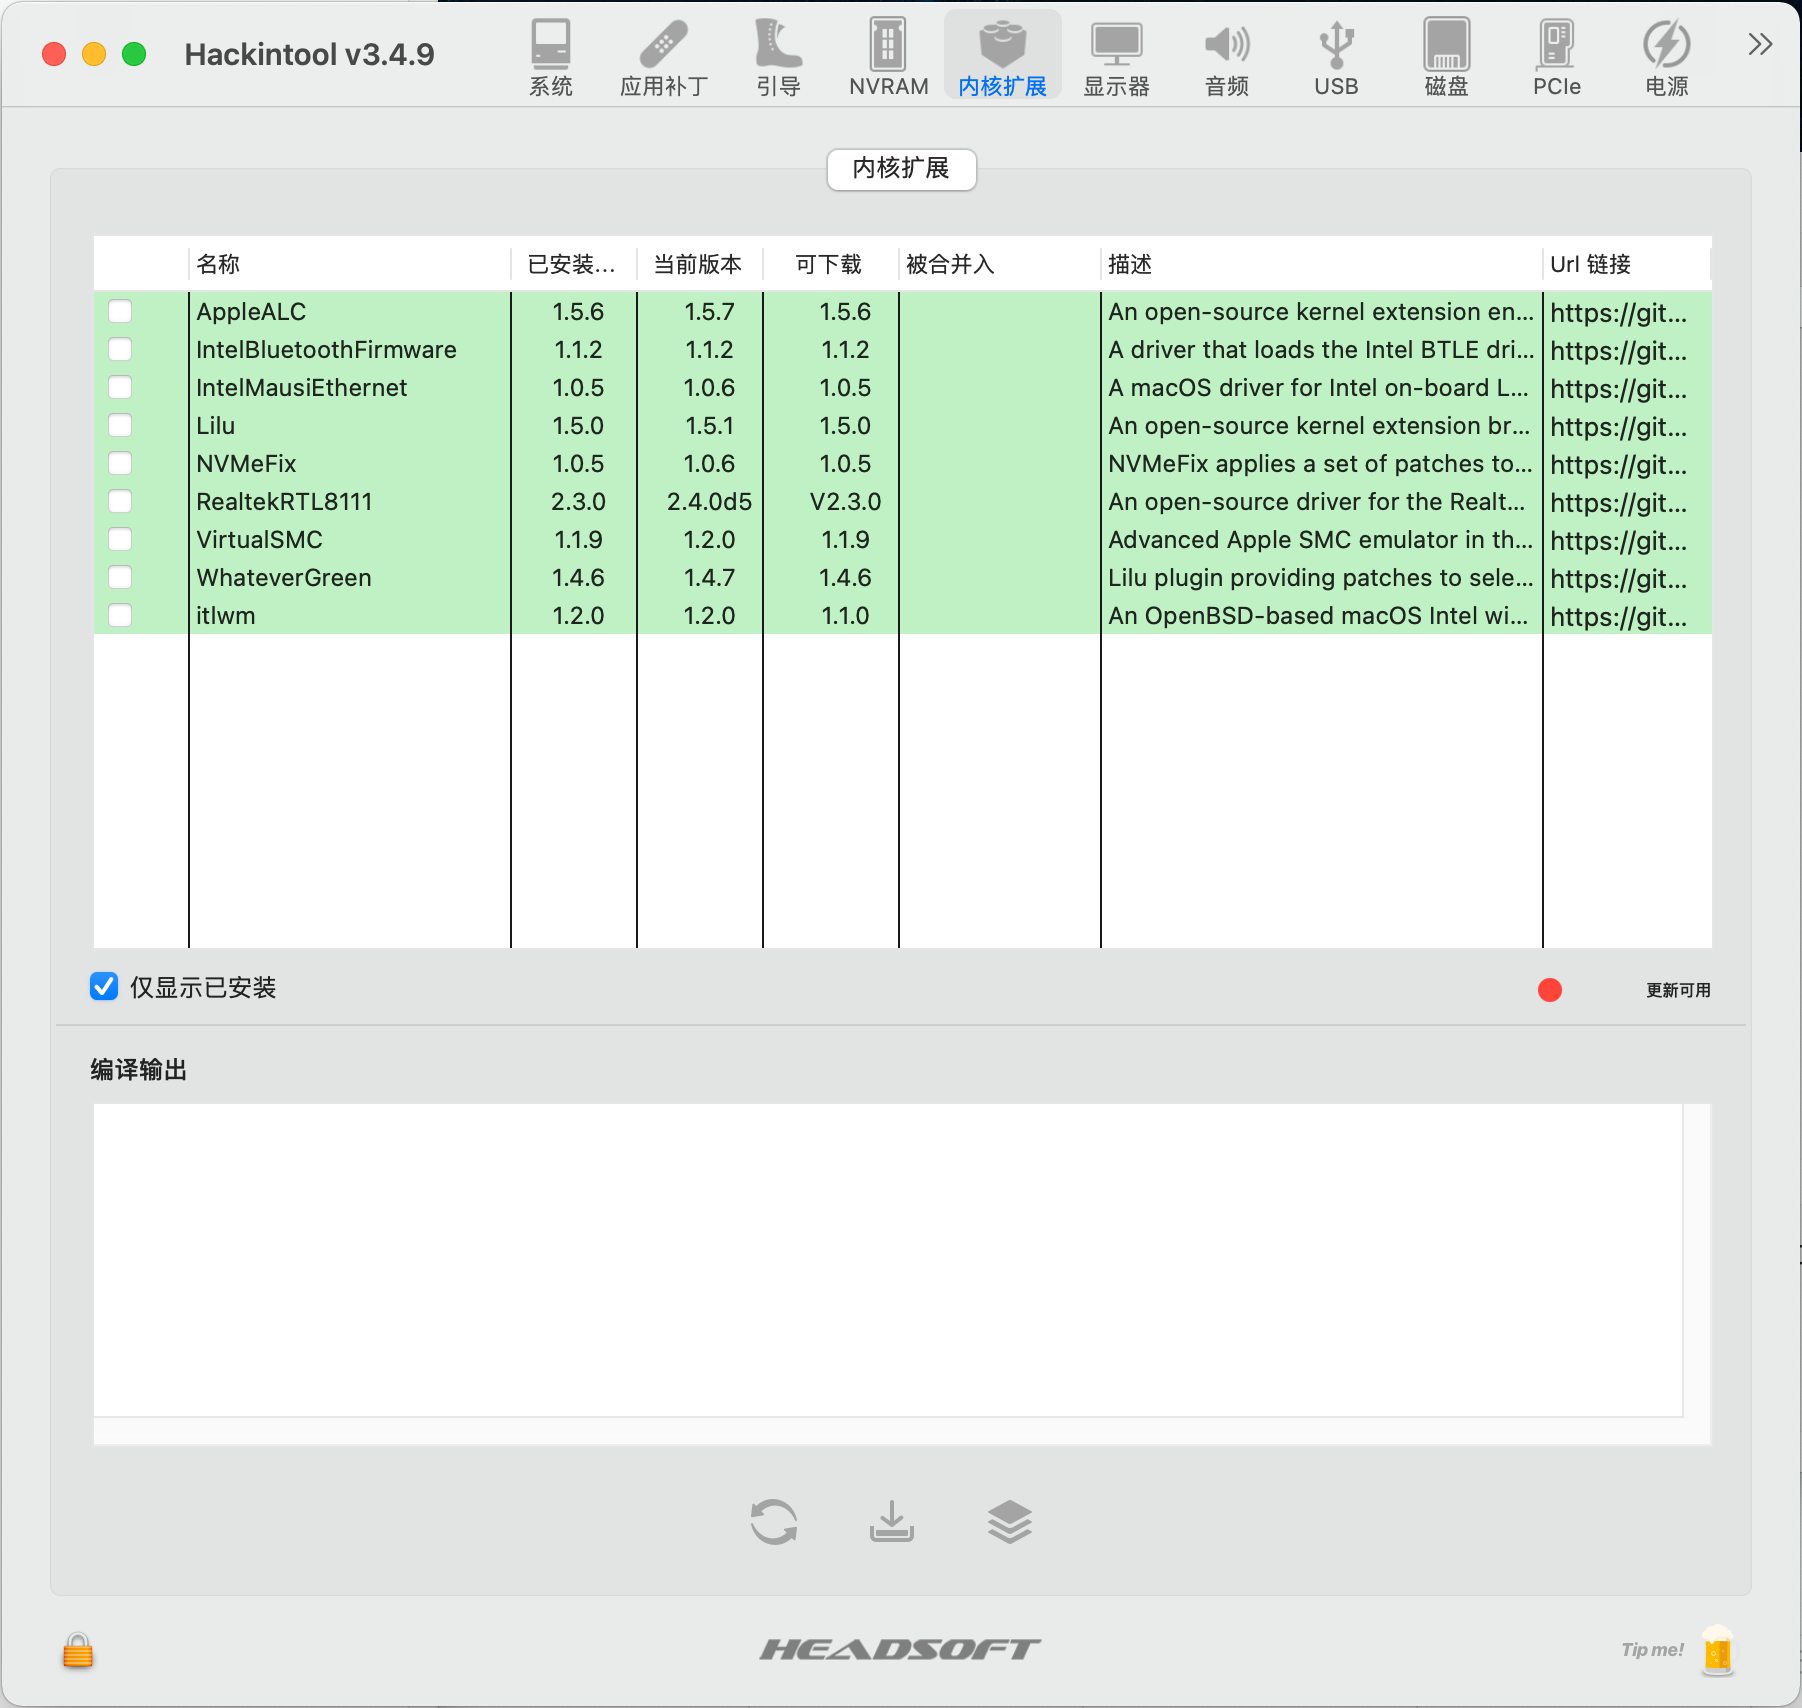 Hackintool v3.4.9
系统 应用补丁 引导 NVRAM 内核扩展 显示器 音频 USB 磁盘 PCIe 电源
内核扩展
名称 已安装... 当前版本 可下载 被合并入 描述 Url 链接
AppleALC 1.5.6 1.5.7 1.5.6 An open-source kernel extension en... https://git...
IntelBluetoothFirmware 1.1.2 1.1.2 1.1.2 A driver that loads the Intel BTLE dri... https://git...
IntelMausiEthernet 1.0.5 1.0.6 1.0.5 A macOS driver for Intel on-board L... https://git...
Lilu 1.5.0 1.5.1 1.5.0 An open-source kernel extension br... https://git...
NVMeFix 1.0.5 1.0.6 1.0.5 NVMeFix applies a set of patches to... https://git...
RealtekRTL8111 2.3.0 2.4.0d5 V2.3.0 An open-source driver for the Realt... https://git...
VirtualSMC 1.1.9 1.2.0 1.1.9 Advanced Apple SMC emulator in th... https://git...
WhateverGreen 1.4.6 1.4.7 1.4.6 Lilu plugin providing patches to sele... https://git...
itlwm 1.2.0 1.2.0 1.1.0 An OpenBSD-based macOS Intel wi... https://git...
仅显示已安装 更新可用
编译输出
HEADSOFT Tip me!